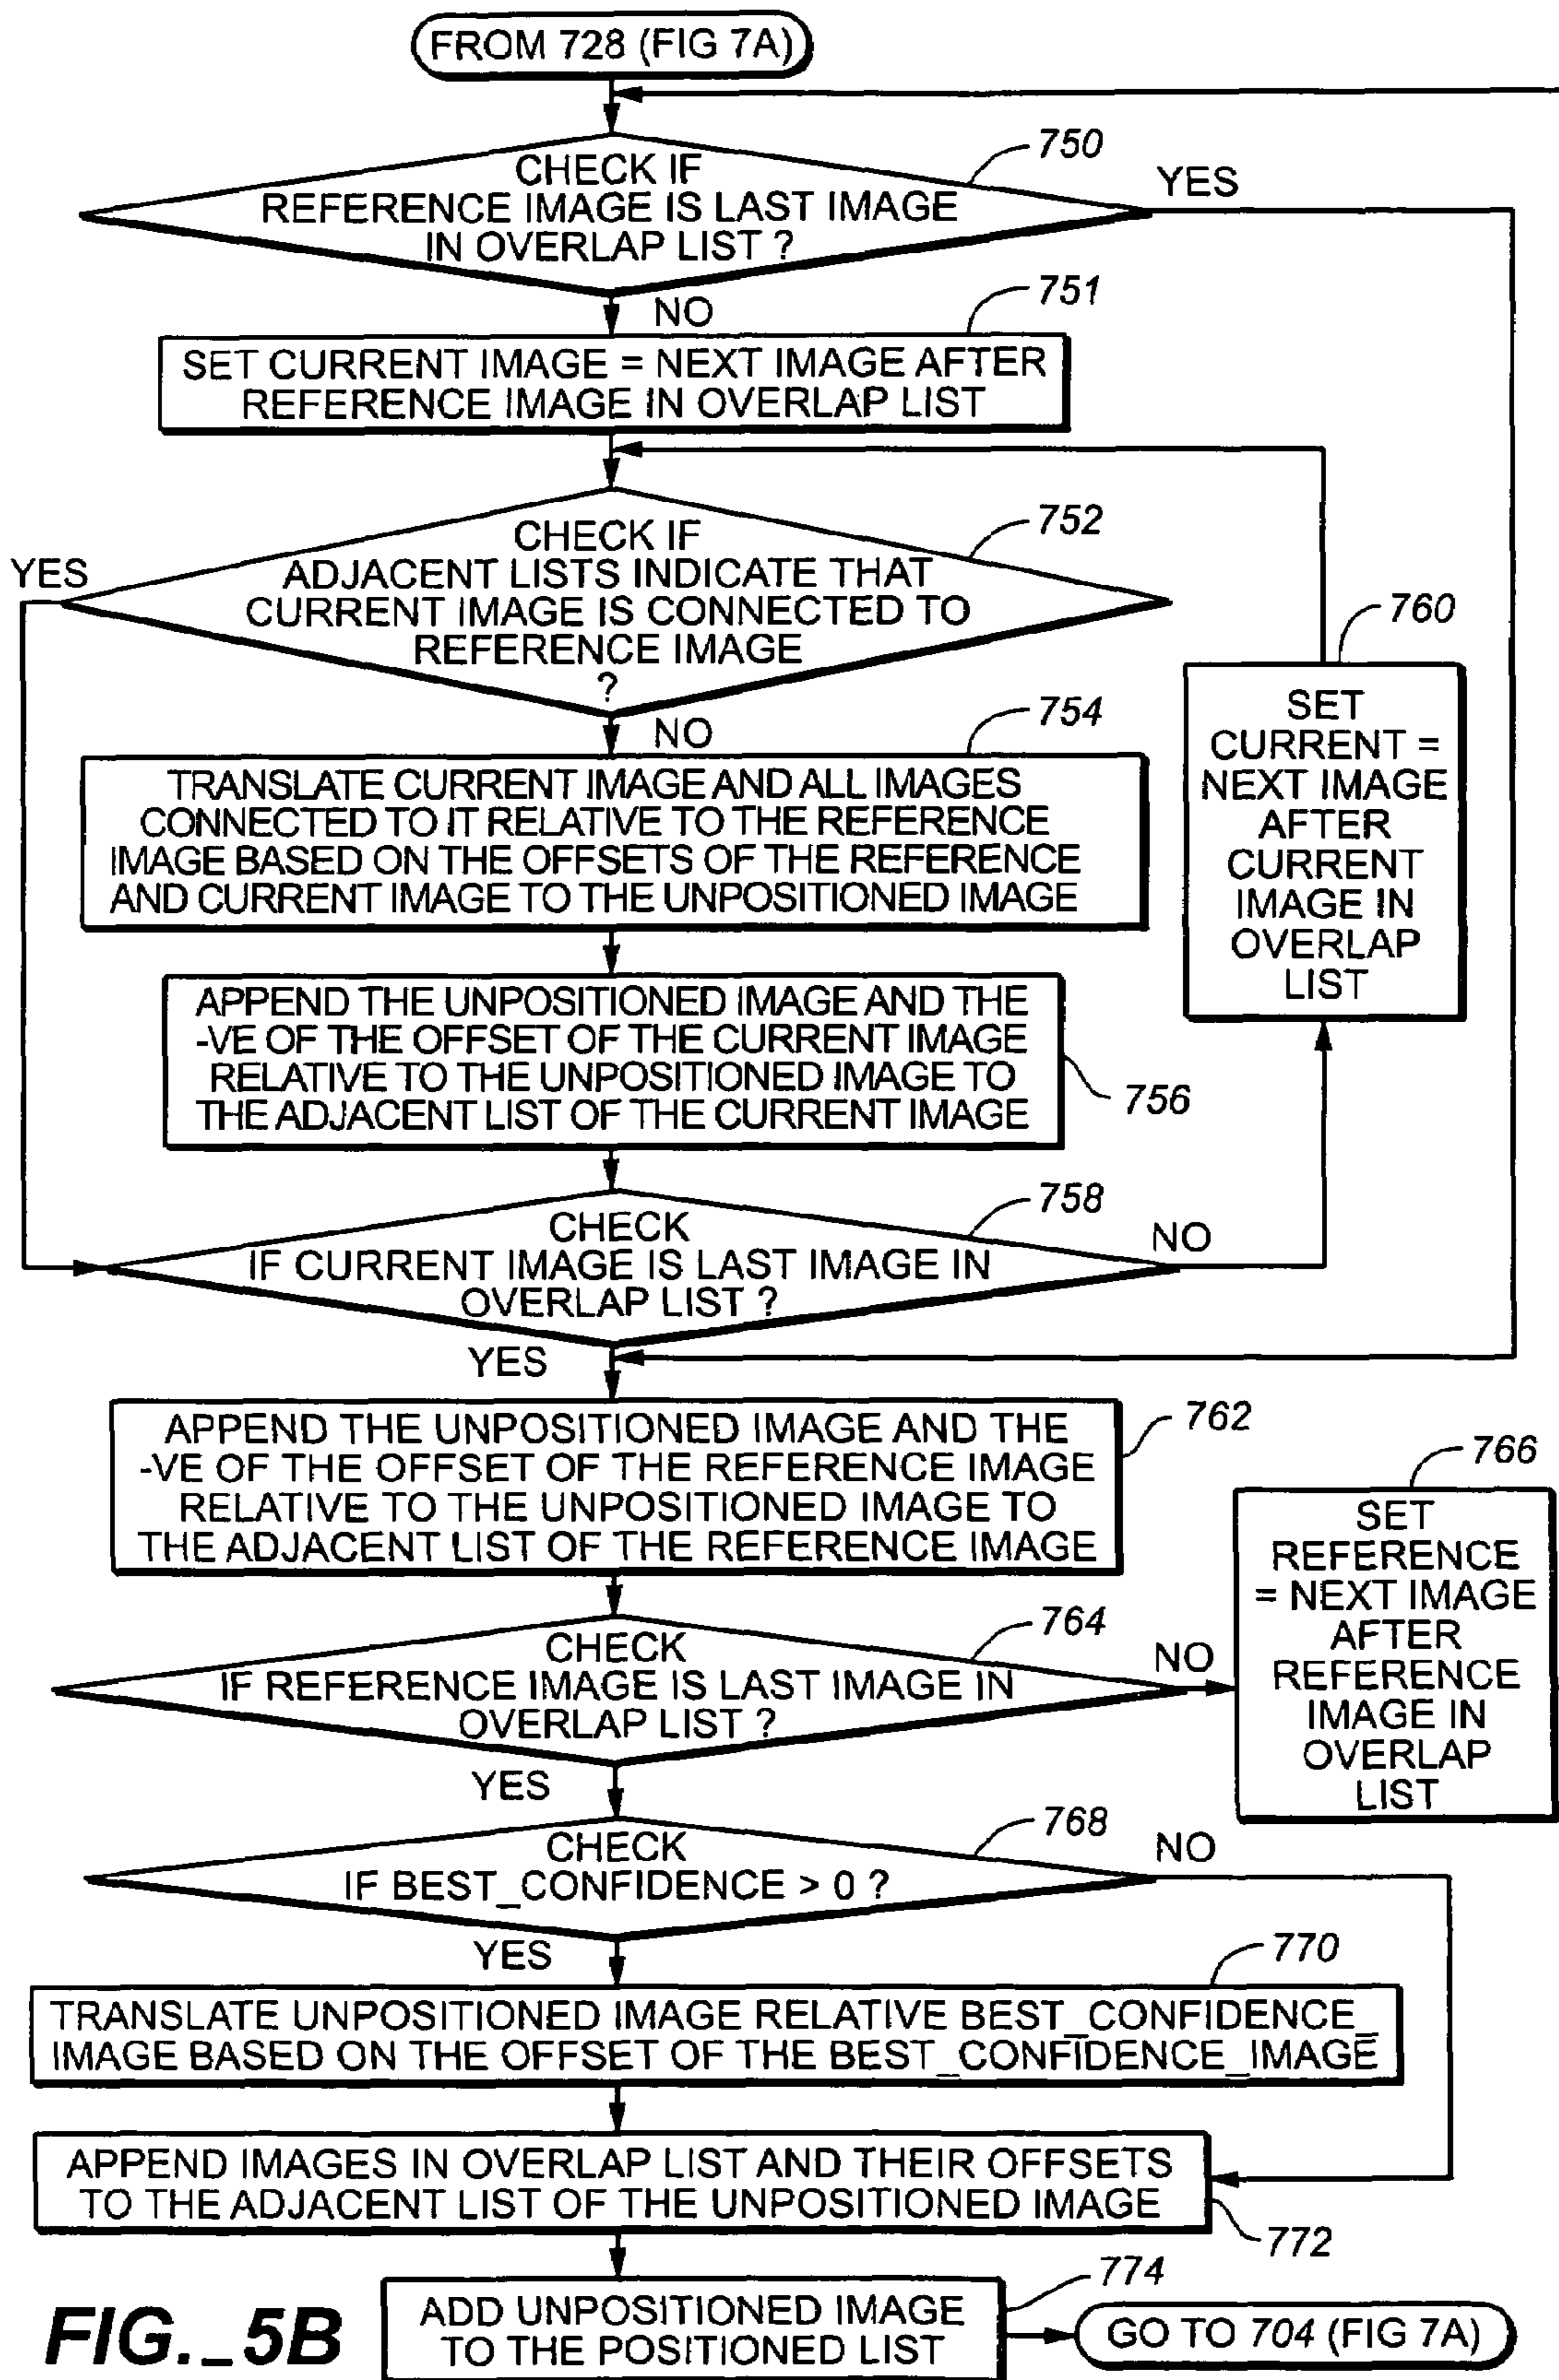 FROM 728 (FIG 7A)
750
CHECK IF
REFERENCE IMAGE IS LAST IMAGE
IN OVERLAP LIST ?
YES
NO
751
SET CURRENT IMAGE = NEXT IMAGE AFTER
REFERENCE IMAGE IN OVERLAP LIST
752
CHECK IF
ADJACENT LISTS INDICATE THAT
CURRENT IMAGE IS CONNECTED TO
REFERENCE IMAGE
?
YES
NO
760
SET
CURRENT =
NEXT IMAGE
AFTER
CURRENT
IMAGE IN
OVERLAP
LIST
754
TRANSLATE CURRENT IMAGE AND ALL IMAGES
CONNECTED TO IT RELATIVE TO THE REFERENCE
IMAGE BASED ON THE OFFSETS OF THE REFERENCE
AND CURRENT IMAGE TO THE UNPOSITIONED IMAGE
APPEND THE UNPOSITIONED IMAGE AND THE
-VE OF THE OFFSET OF THE CURRENT IMAGE
RELATIVE TO THE UNPOSITIONED IMAGE TO
THE ADJACENT LIST OF THE CURRENT IMAGE
756
758
CHECK
IF CURRENT IMAGE IS LAST IMAGE IN
OVERLAP LIST ?
NO
YES
762
APPEND THE UNPOSITIONED IMAGE AND THE
-VE OF THE OFFSET OF THE REFERENCE IMAGE
RELATIVE TO THE UNPOSITIONED IMAGE TO
THE ADJACENT LIST OF THE REFERENCE IMAGE
766
SET
REFERENCE
= NEXT IMAGE
AFTER
REFERENCE
IMAGE IN
OVERLAP
LIST
764
CHECK
IF REFERENCE IMAGE IS LAST IMAGE IN
OVERLAP LIST ?
NO
YES
768
CHECK
IF BEST_CONFIDENCE > 0 ?
NO
YES
770
TRANSLATE UNPOSITIONED IMAGE RELATIVE BEST_CONFIDENCE_
IMAGE BASED ON THE OFFSET OF THE BEST_CONFIDENCE_IMAGE
APPEND IMAGES IN OVERLAP LIST AND THEIR OFFSETS
TO THE ADJACENT LIST OF THE UNPOSITIONED IMAGE
772
774
ADD UNPOSITIONED IMAGE
TO THE POSITIONED LIST
GO TO 704 (FIG 7A)
FIG._5B